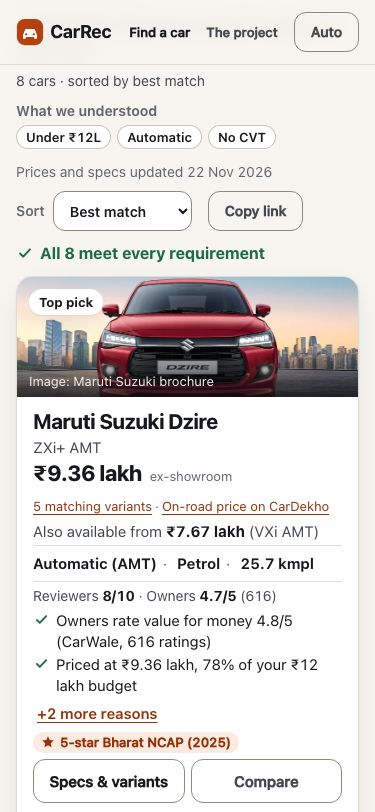 CarRec Find a car The project Auto
8 cars · sorted by best match
What we understood
Under ₹12L Automatic No CVT
Prices and specs updated 22 Nov 2026
Sort Best match Copy link
All 8 meet every requirement
Top pick
DZIRE
Image: Maruti Suzuki brochure
Maruti Suzuki Dzire
ZXi+ AMT
₹9.36 lakh ex-showroom
5 matching variants · On-road price on CarDekho
Also available from ₹7.67 lakh (VXi AMT)
Automatic (AMT) · Petrol · 25.7 kmpl
Reviewers 8/10 · Owners 4.7/5 (616)
Owners rate value for money 4.8/5
(CarWale, 616 ratings)
Priced at ₹9.36 lakh, 78% of your ₹12
lakh budget
+2 more reasons
5-star Bharat NCAP (2025)
Specs & variants Compare